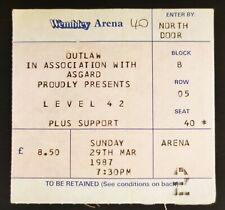 Wembley Arena 40 ENTER BY:
NORTH
DOOR
OUTLAW
IN ASSOCIATION WITH
ASGARD
PROUDLY PRESENTS
BLOCK
B
ROW
05
LEVEL 42
SEAT
PLUS SUPPORT 40 *
£ 8.50 SUNDAY
29TH MAR
1987
7:30PM
ARENA
2
TO BE RETAINED (See conditions on back)